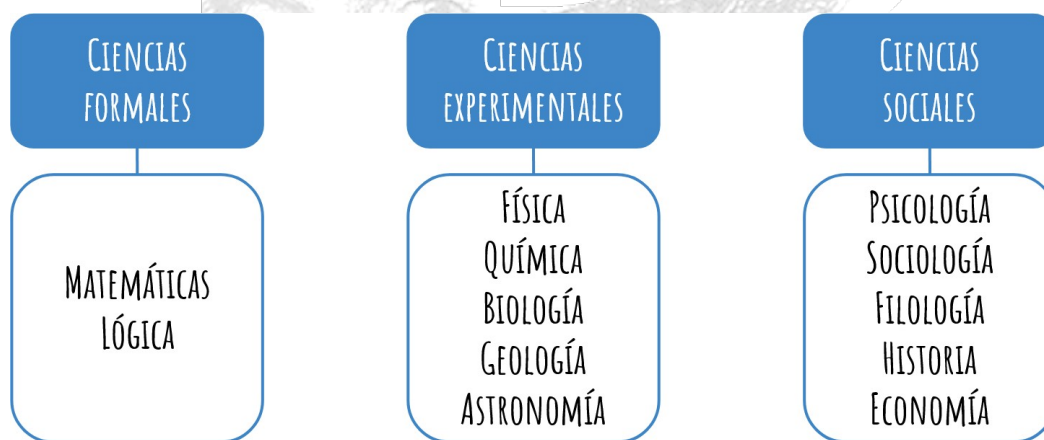 Ciencias
formales
Matemáticas
Lógica
Ciencias
experimentales
Física
Química
Biología
Geología
Astronomía
Ciencias
sociales
Psicología
Sociología
Filología
Historia
Economía